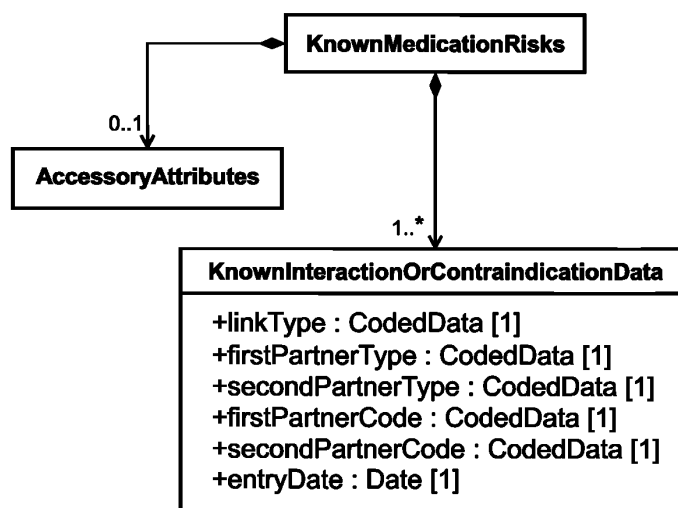 KnownMedicationRisks
0..1
AccessoryAttributes
1..*
KnownInteractionOrContraindicationData
+linkType : CodedData [1]
+firstPartnerType : CodedData [1]
+secondPartnerType : CodedData [1]
+firstPartnerCode : CodedData [1]
+secondPartnerCode : CodedData [1]
+entryDate : Date [1]